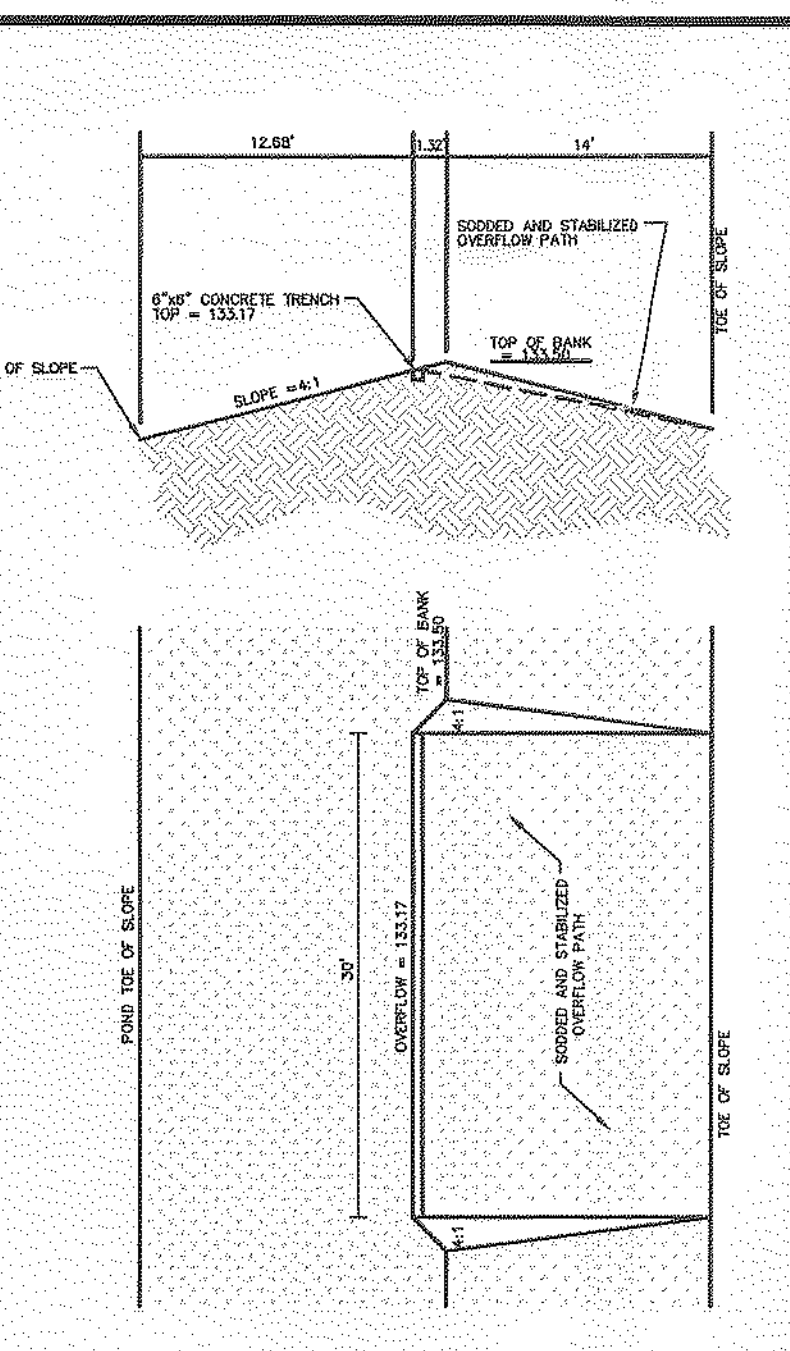 12.68'
1.32'
14'
SODDED AND STABILIZED
OVERFLOW PATH
TOE OF SLOPE
6"x6" CONCRETE TRENCH
TOP = 133.17
TOP OF BANK
= 133.50
OF SLOPE
SLOPE =4:1
TOP OF BANK
= 133.50
4:1
POND TOE OF SLOPE
30'
OVERFLOW = 133.17
SODDED AND STABILIZED
OVERFLOW PATH
TOE OF SLOPE
4:1